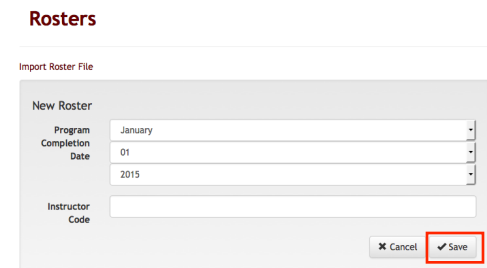 Rosters
Import Roster File
New Roster
Program
Completion
Date
January
01
2015
Instructor
Code
✖ Cancel
✔ Save